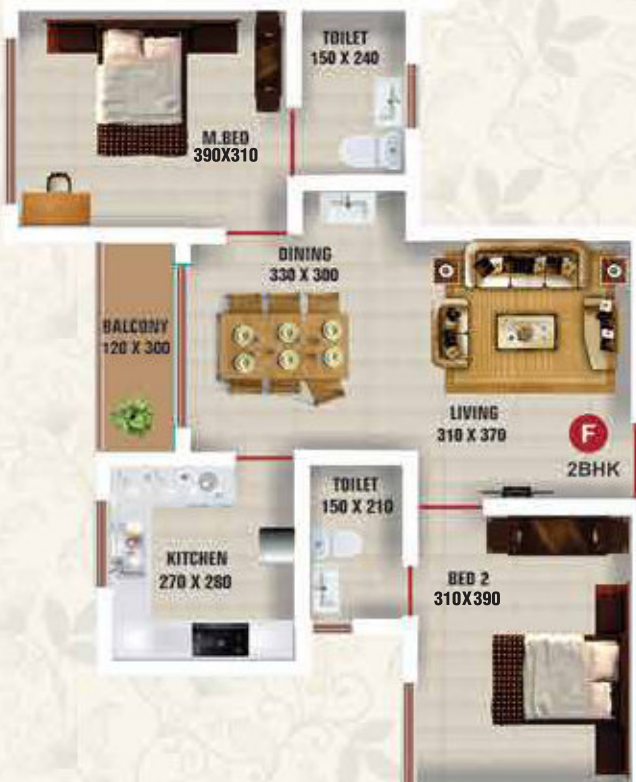 TOILET
150 X 240
M.BED
390X310
DINING
330 X 300
BALCONY
120 X 300
LIVING
310 X 370
F
2BHK
TOILET
150 X 210
KITCHEN
270 X 280
BED 2
310X390